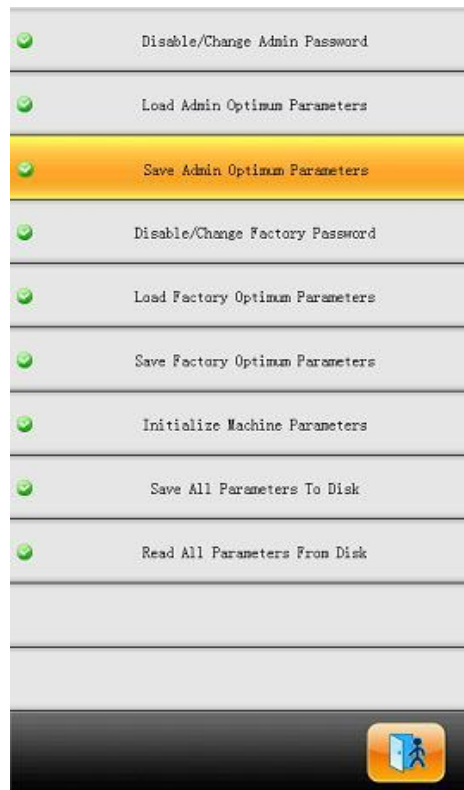 Disable/Change Admin Password
Load Admin Optimum Parameters
Save Admin Optimum Parameters
Disable/Change Factory Password
Load Factory Optimum Parameters
Save Factory Optimum Parameters
Initialize Machine Parameters
Save All Parameters To Disk
Read All Parameters From Disk